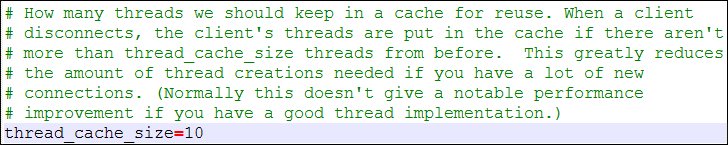 # How many threads we should keep in a cache for reuse. When a client
# disconnects, the client's threads are put in the cache if there aren't
# more than thread_cache_size threads from before.  This greatly reduces
# the amount of thread creations needed if you have a lot of new
# connections. (Normally this doesn't give a notable performance
# improvement if you have a good thread implementation.)
thread_cache_size=10